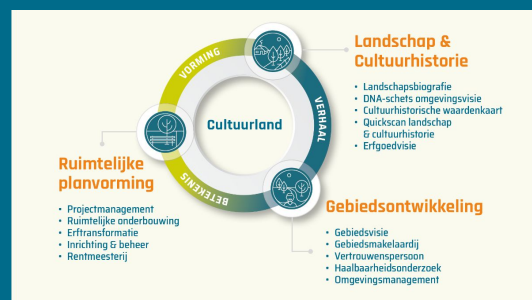 Landschap &
Cultuurhistorie
• Landschapsbiografie
• DNA-schets omgevingsvisie
• Cultuurhistorische waardenkaart
• Quickscan landschap
& cultuurhistorie
• Erfgoedvisie
VORMING
VERHAAL
BETEKENIS
Cultuurland
Ruimtelijke
planvorming
• Projectmanagement
• Ruimtelijke onderbouwing
• Erftransformatie
• Inrichting & beheer
• Rentmeesterij
Gebiedsontwikkeling
• Gebiedsvisie
• Gebiedsmakelaardij
• Vertrouwenspersoon
• Haalbaarheidsonderzoek
• Omgevingsmanagement